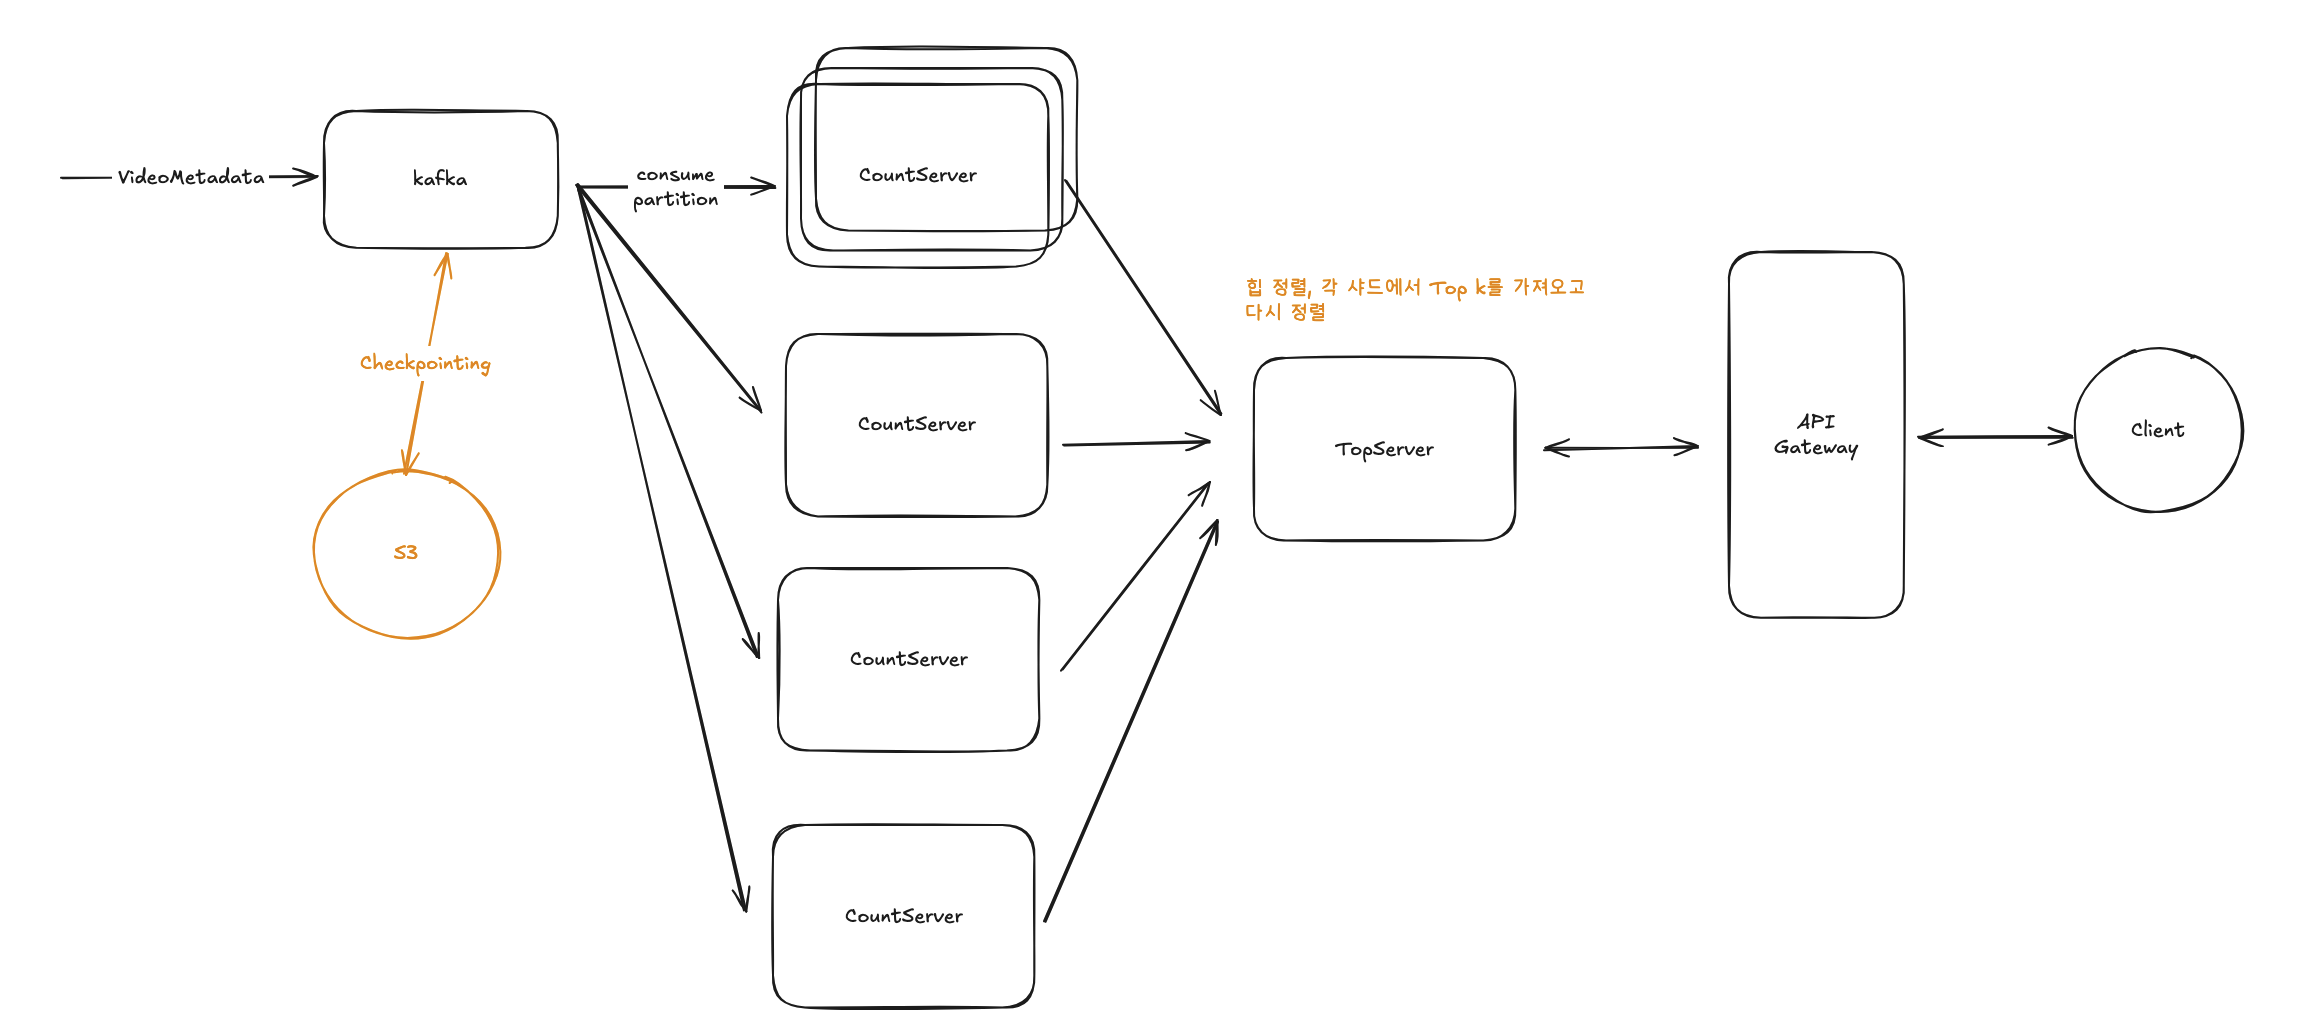 VideoMetadata
kafka
consume
partition
CountServer
Checkpointing
S3
CountServer
CountServer
CountServer
힙 정렬, 각 샤드에서 Top k를 가져오고
다시 정렬
TopServer
API
Gateway
Client